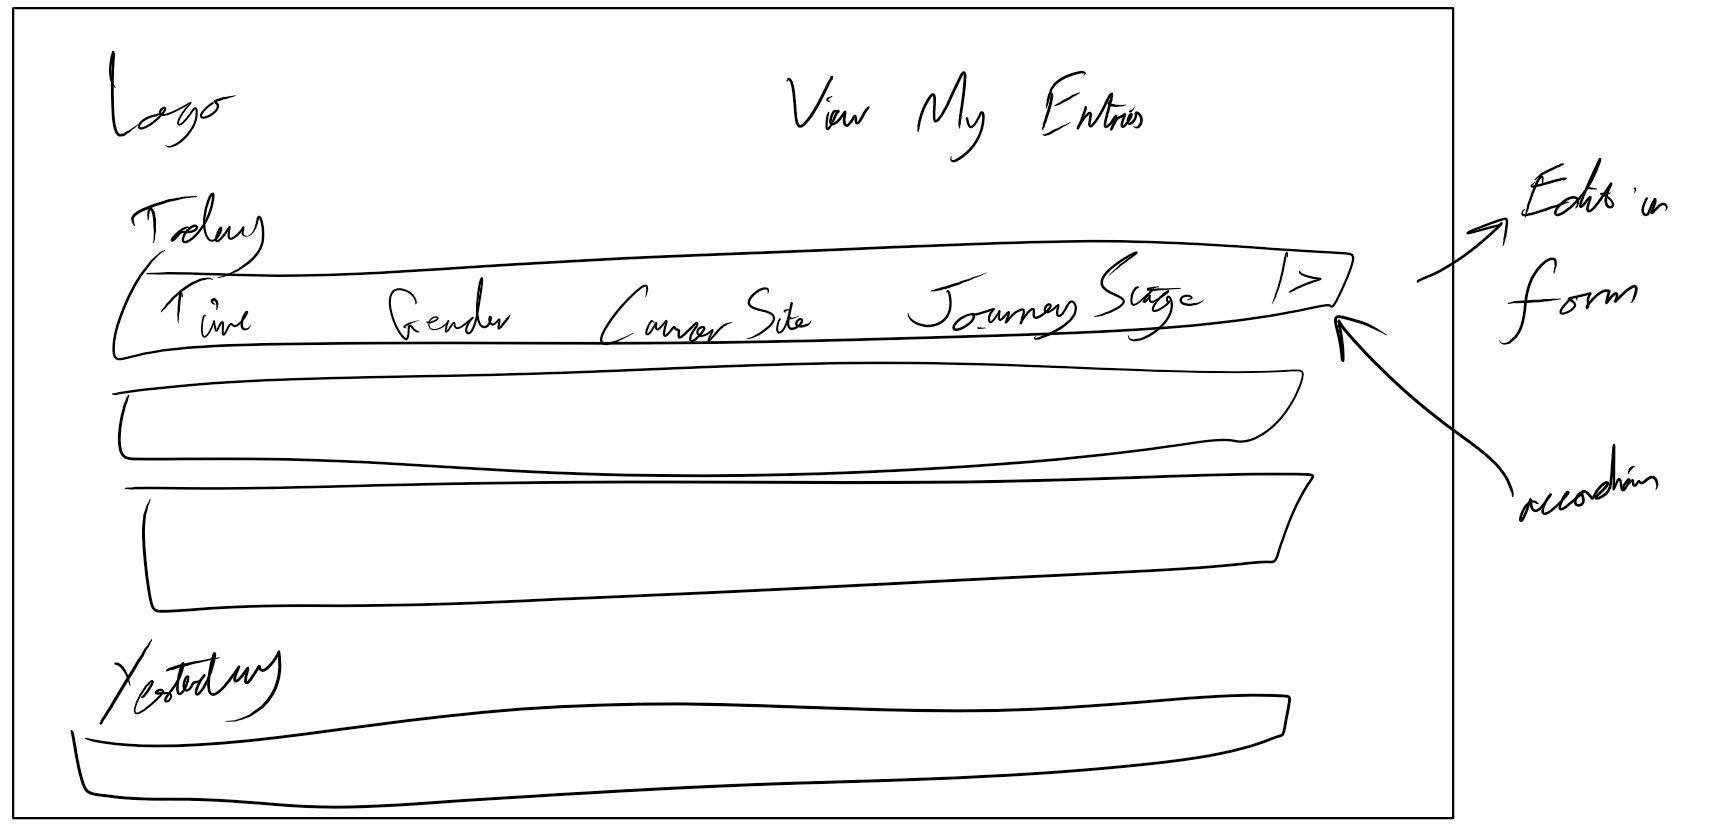 Logo
View My Entries
Today
Time Gender Cancer Site Journey Stage >
Edit in
form
accordion
Yesterday